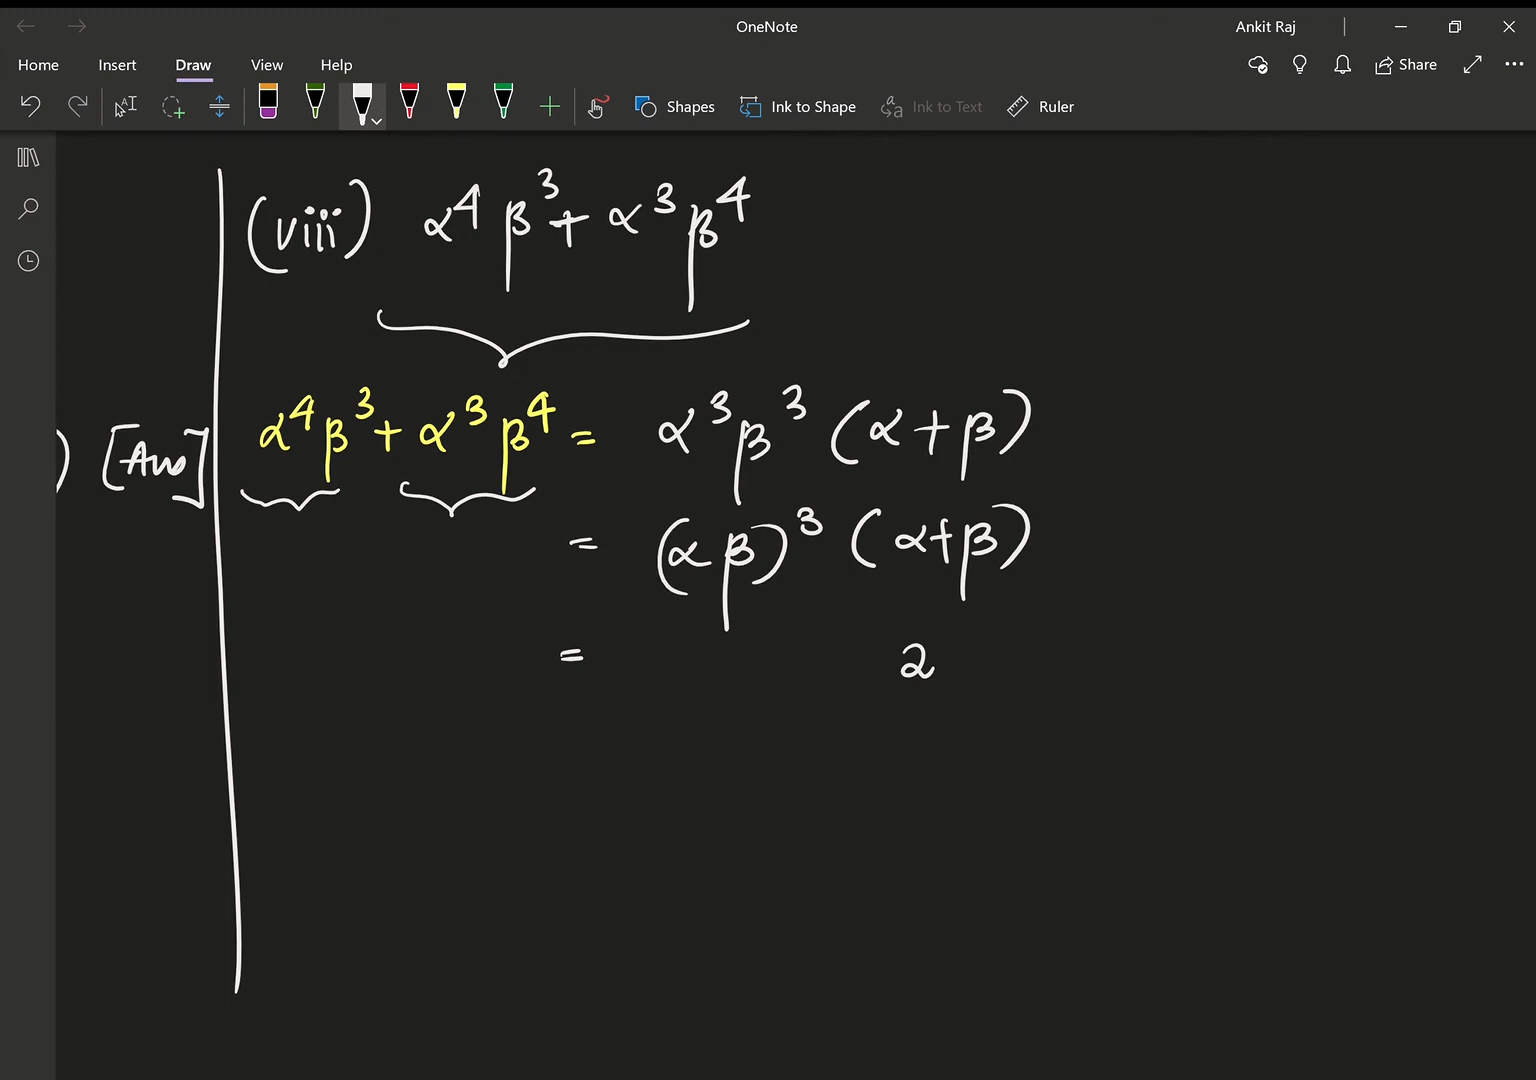 OneNote
Ankit Raj
Home Insert Draw View Help
Share
Shapes Ink to Shape Ink to Text Ruler
(viii) α⁴β³ + α³β⁴
α⁴β³ + α³β⁴ = α³β³ (α + β)
) [Ans]
= (αβ)³ (α+β)
= 2